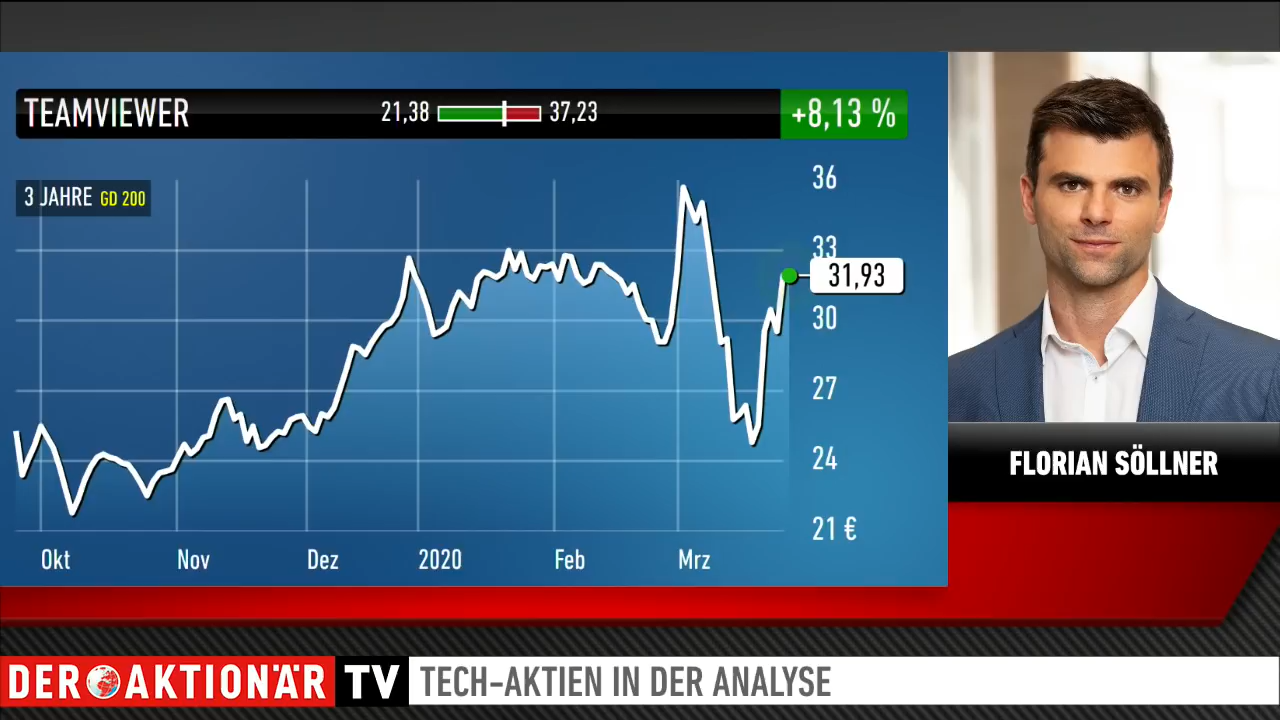 TEAMVIEWER
21,38 37,23
+8,13 %
3 JAHRE GD 200
36
33
31,93
30
27
24
21 €
Okt Nov Dez 2020 Feb Mrz
FLORIAN SÖLLNER
DER AKTIONÄR TV
TECH-AKTIEN IN DER ANALYSE